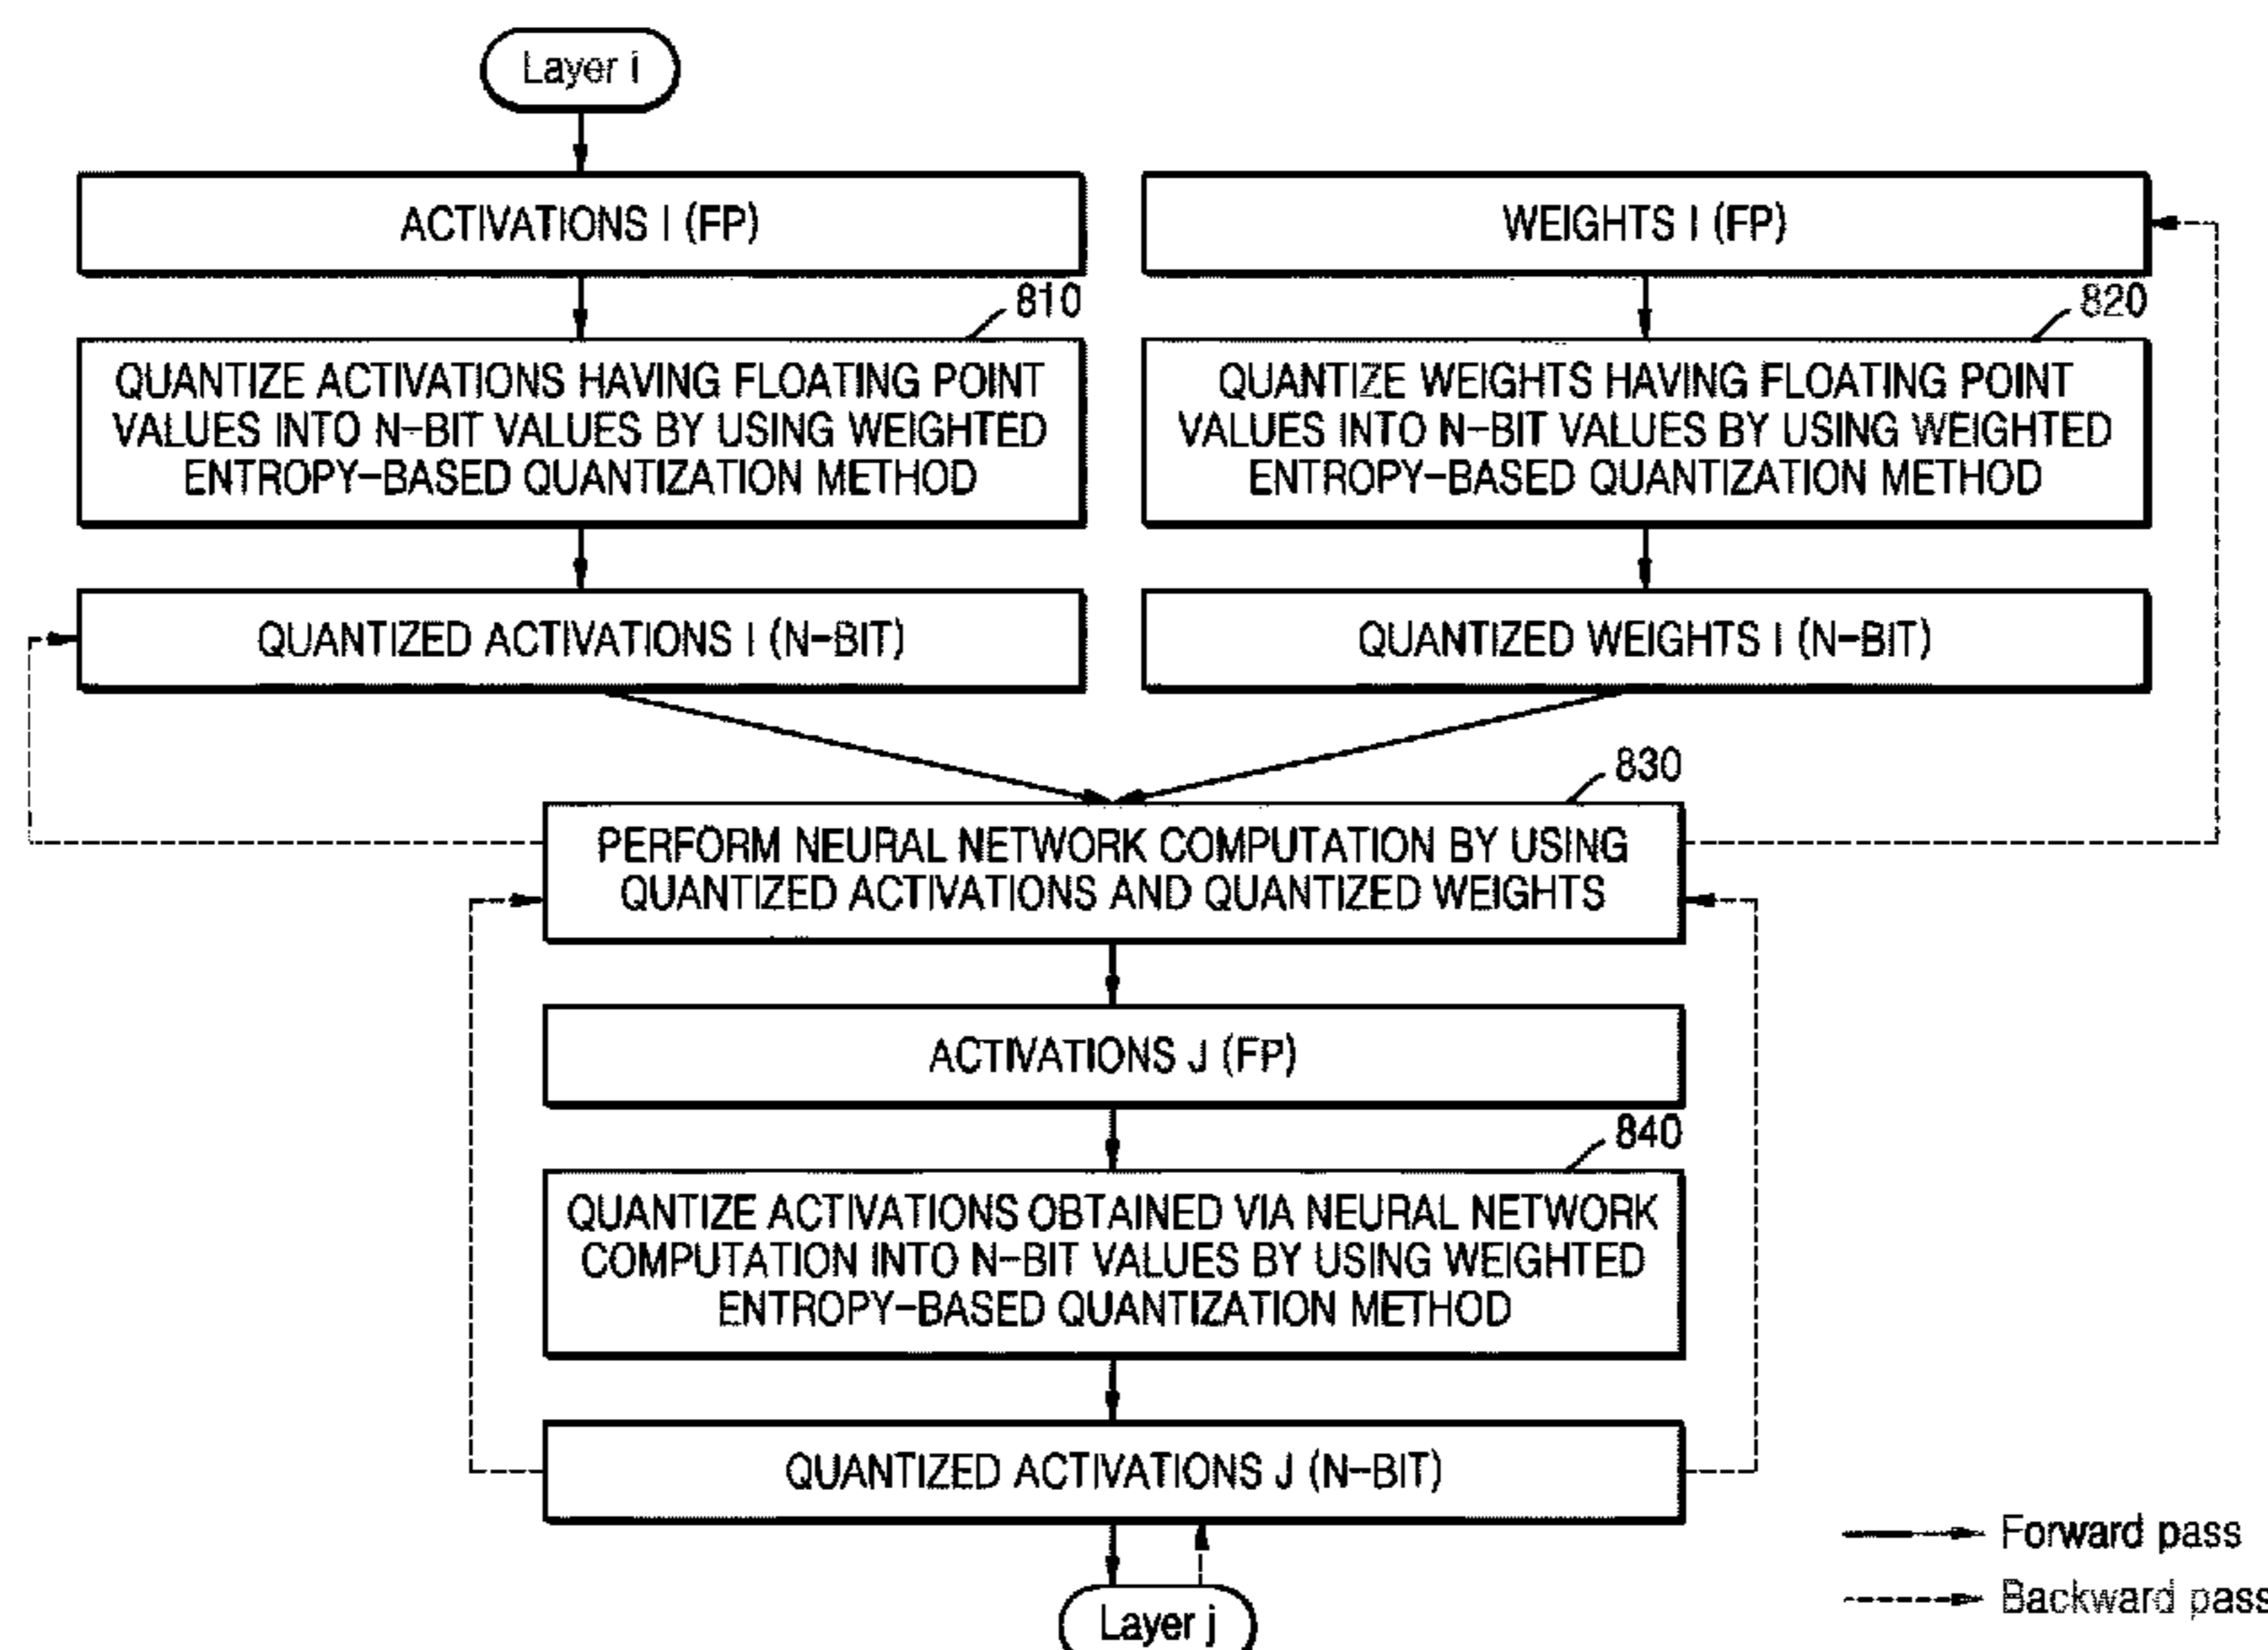 Layer i
ACTIVATIONS I (FP)
WEIGHTS I (FP)
810
820
QUANTIZE ACTIVATIONS HAVING FLOATING POINT
VALUES INTO N-BIT VALUES BY USING WEIGHTED
ENTROPY-BASED QUANTIZATION METHOD
QUANTIZE WEIGHTS HAVING FLOATING POINT
VALUES INTO N-BIT VALUES BY USING WEIGHTED
ENTROPY-BASED QUANTIZATION METHOD
QUANTIZED ACTIVATIONS I (N-BIT)
QUANTIZED WEIGHTS I (N-BIT)
830
PERFORM NEURAL NETWORK COMPUTATION BY USING
QUANTIZED ACTIVATIONS AND QUANTIZED WEIGHTS
ACTIVATIONS J (FP)
840
QUANTIZE ACTIVATIONS OBTAINED VIA NEURAL NETWORK
COMPUTATION INTO N-BIT VALUES BY USING WEIGHTED
ENTROPY-BASED QUANTIZATION METHOD
QUANTIZED ACTIVATIONS J (N-BIT)
Forward pass
Backward pass
Layer j